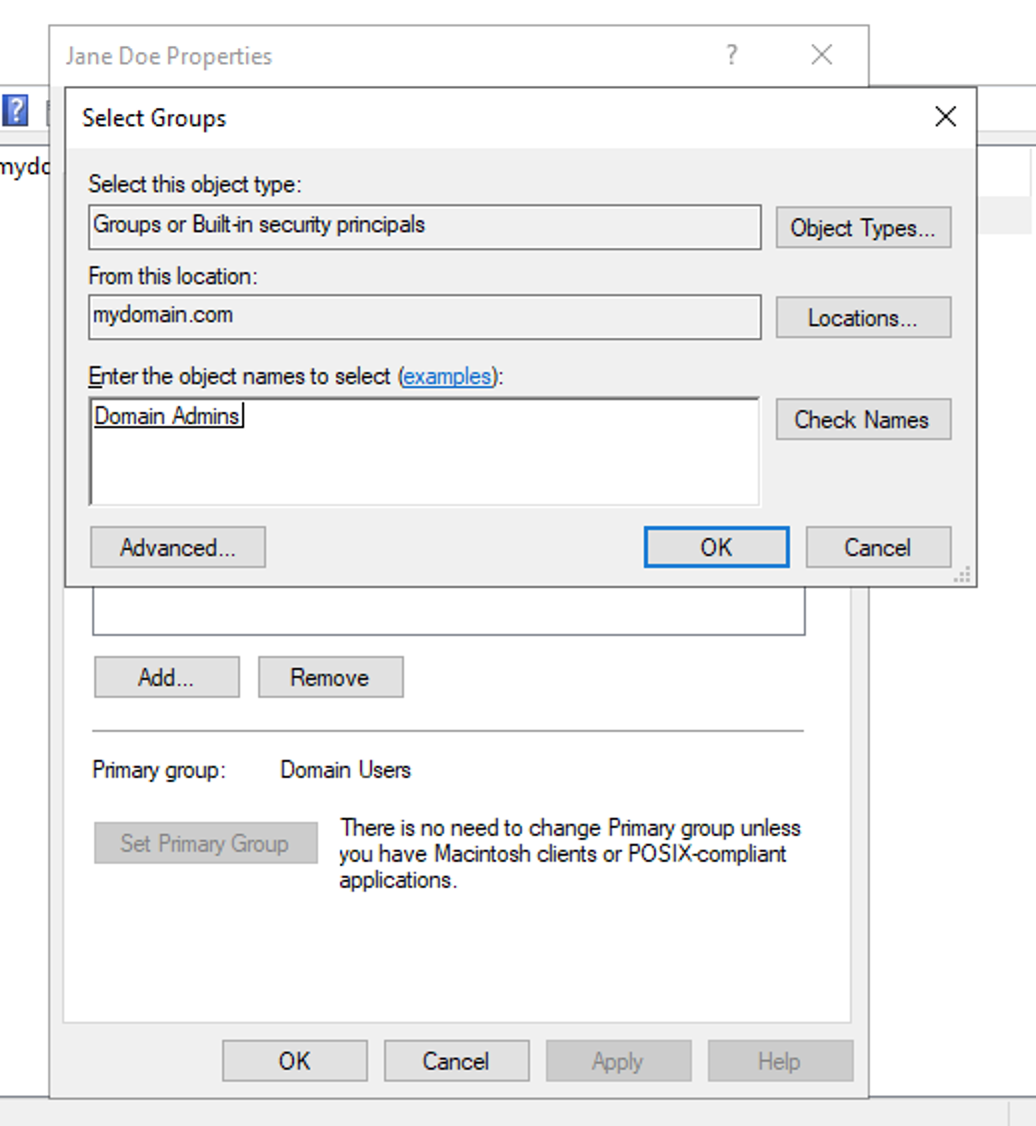 Jane Doe Properties
?
Select Groups
mydo
Select this object type:
Groups or Built-in security principals
Object Types...
From this location:
mydomain.com
Locations...
Enter the object names to select (examples):
Domain Admins
Check Names
Advanced...
OK
Cancel
Add...
Remove
Primary group:
Domain Users
Set Primary Group
There is no need to change Primary group unless
you have Macintosh clients or POSIX-compliant
applications.
OK
Cancel
Apply
Help